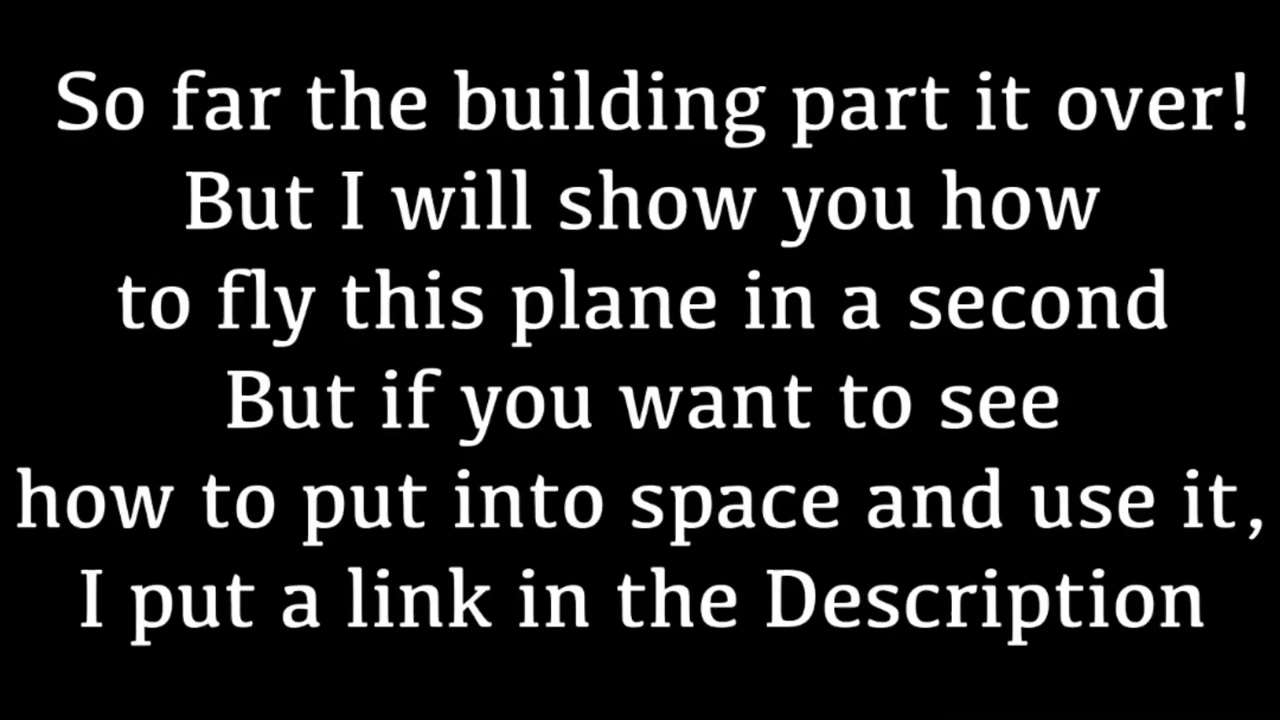 So far the building part it over!
But I will show you how
to fly this plane in a second
But if you want to see
how to put into space and use it,
I put a link in the Description